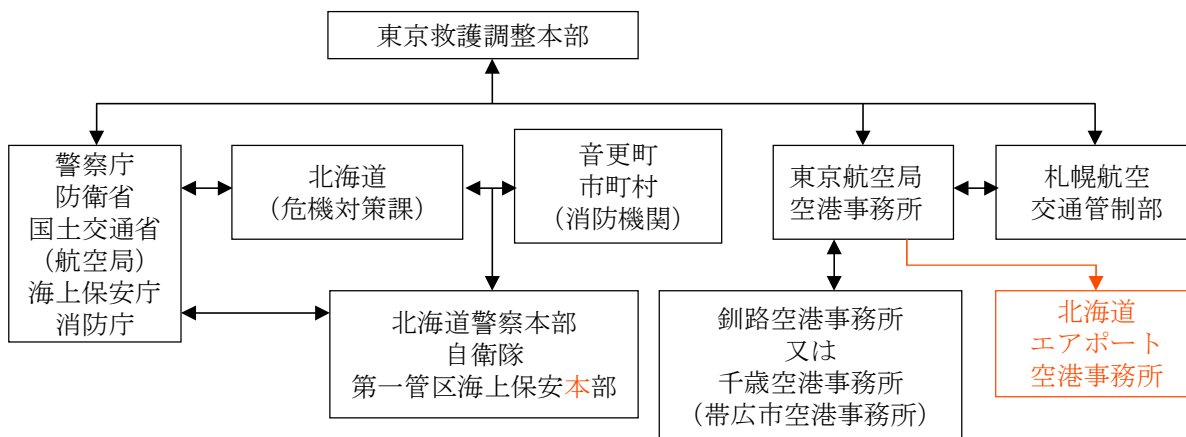 東京救護調整本部
警察庁
防衛省
国土交通省
（航空局）
海上保安庁
消防庁
北海道
（危機対策課）
音更町
市町村
（消防機関）
東京航空局
空港事務所
札幌航空
交通管制部
北海道警察本部
自衛隊
第一管区海上保安本部
釧路空港事務所
又は
千歳空港事務所
（帯広市空港事務所）
北海道
エアポート
空港事務所